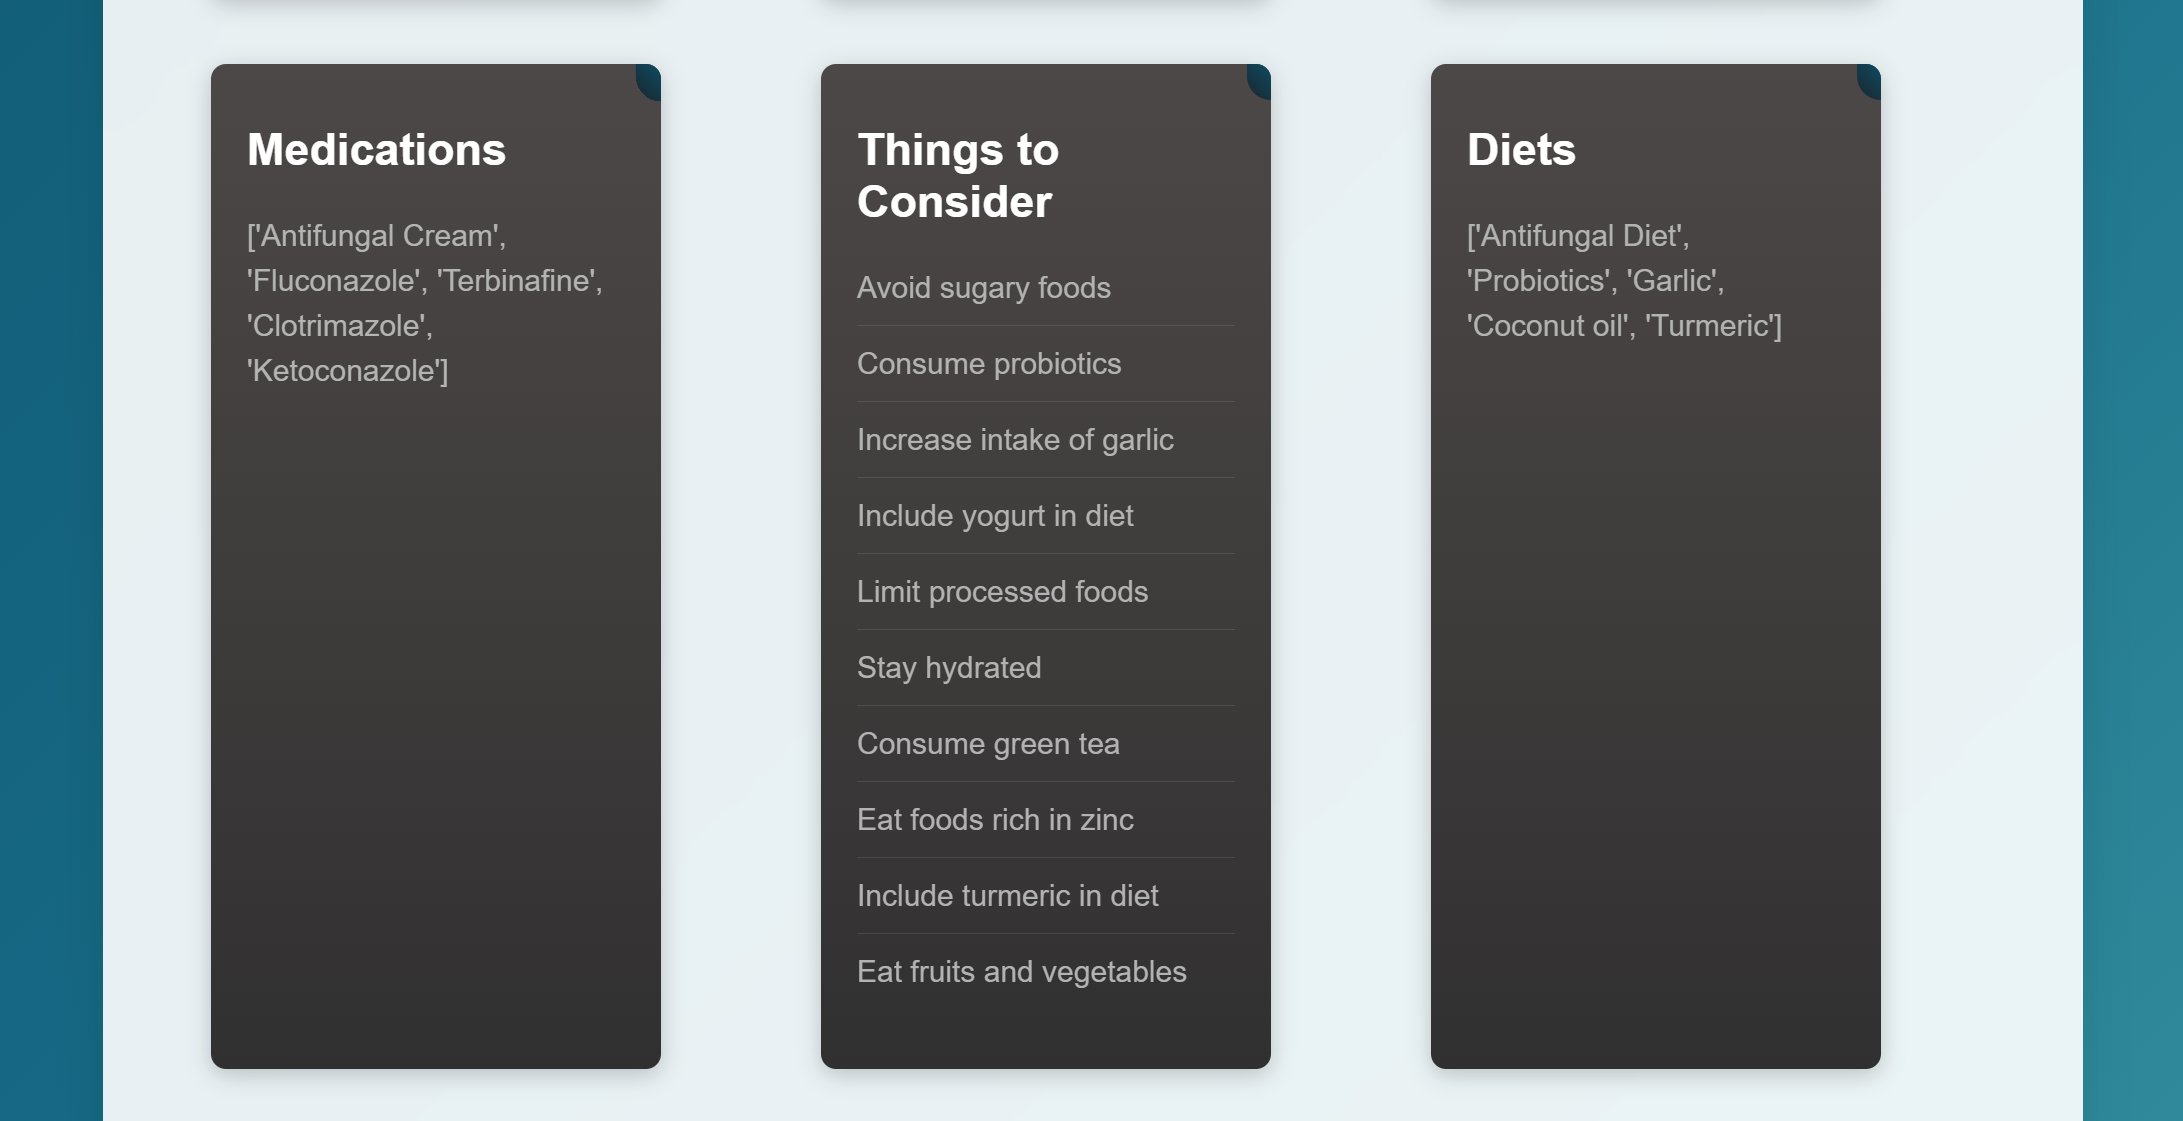 Medications
['Antifungal Cream',
'Fluconazole', 'Terbinafine',
'Clotrimazole',
'Ketoconazole']
Things to
Consider
Avoid sugary foods
Consume probiotics
Increase intake of garlic
Include yogurt in diet
Limit processed foods
Stay hydrated
Consume green tea
Eat foods rich in zinc
Include turmeric in diet
Eat fruits and vegetables
Diets
['Antifungal Diet',
'Probiotics', 'Garlic',
'Coconut oil', 'Turmeric']